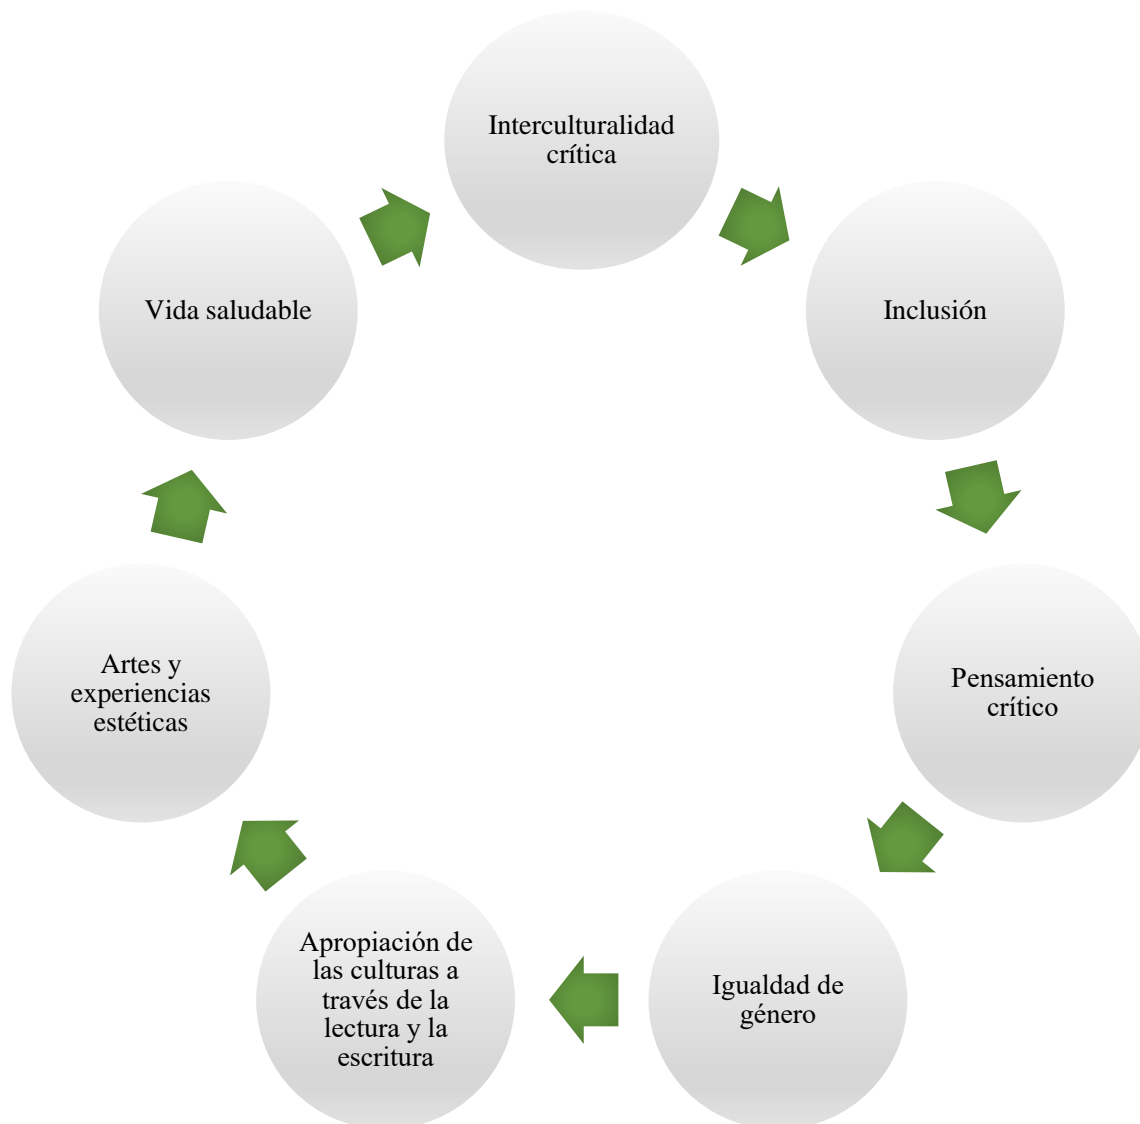 Interculturalidad
crítica
Inclusión
Pensamiento
crítico
Igualdad de
género
Apropiación de
las culturas a
través de la
lectura y la
escritura
Artes y
experiencias
estéticas
Vida saludable